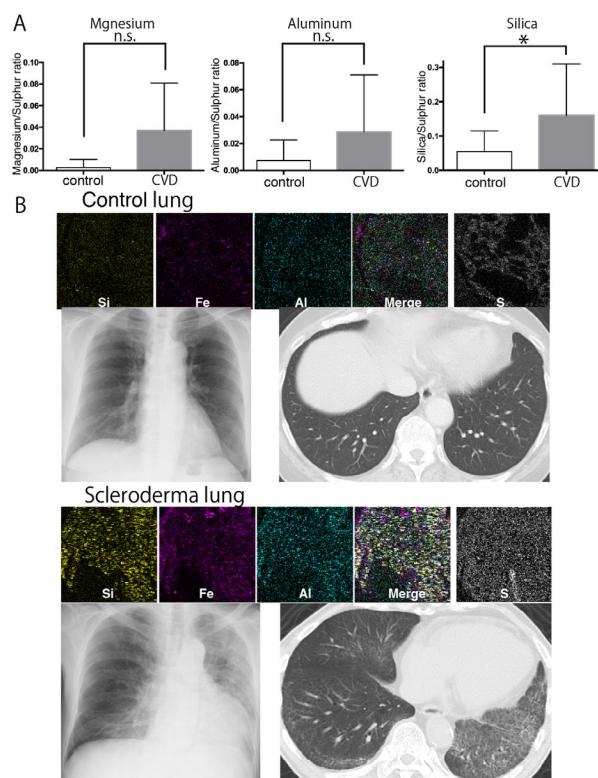 A
Mgnesium
n.s.
Magnesium/Sulphur ratio
0.10
0.08
0.06
0.04
0.02
0.00
control
CVD
Aluminum
n.s.
Aluminum/Sulphur ratio
0.08
0.06
0.04
0.02
0.00
control
CVD
Silica
*
Silica/Sulphur ratio
0.3
0.2
0.1
0.0
control
CVD
B
Control lung
Si Fe Al Merge S
Scleroderma lung
Si Fe Al Merge S